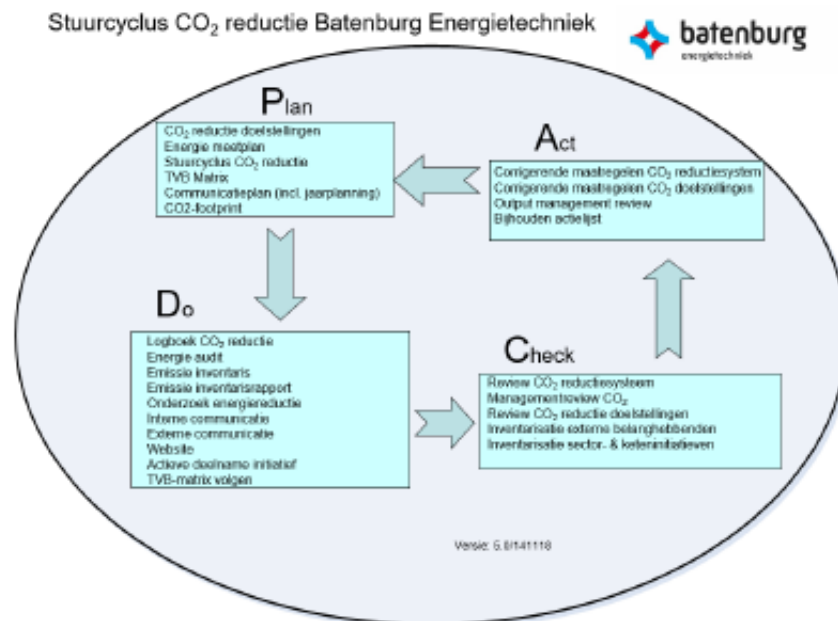 Stuurcyclus CO₂ reductie Batenburg Energietechniek
batenburg
energietechniek
Plan
CO₂ reductie doelstellingen
Energie meetplan
Stuurcyclus CO₂ reductie
TVB Matrix
Communicatieplan (incl. jaarplanning)
CO2-footprint
Act
Corrigerende maatregelen CO₂ reductiesystem
Corrigerende maatregelen CO₂ doelstellingen
Output management review
Bijhouden actielijst
Do
Logboek CO₂ reductie
Energie audit
Emissie inventaris
Emissie inventarisrapport
Onderzoek energiereductie
Interne communicatie
Externe communicatie
Website
Actieve deelname initiatief
TVB-matrix volgen
Check
Review CO₂ reductiesysteem
Managementreview CO₂
Review CO₂ reductie doelstellingen
Inventarisatie externe belanghebbenden
Inventarisatie sector- & keteninitiatieven
Versie: 5.0/141118